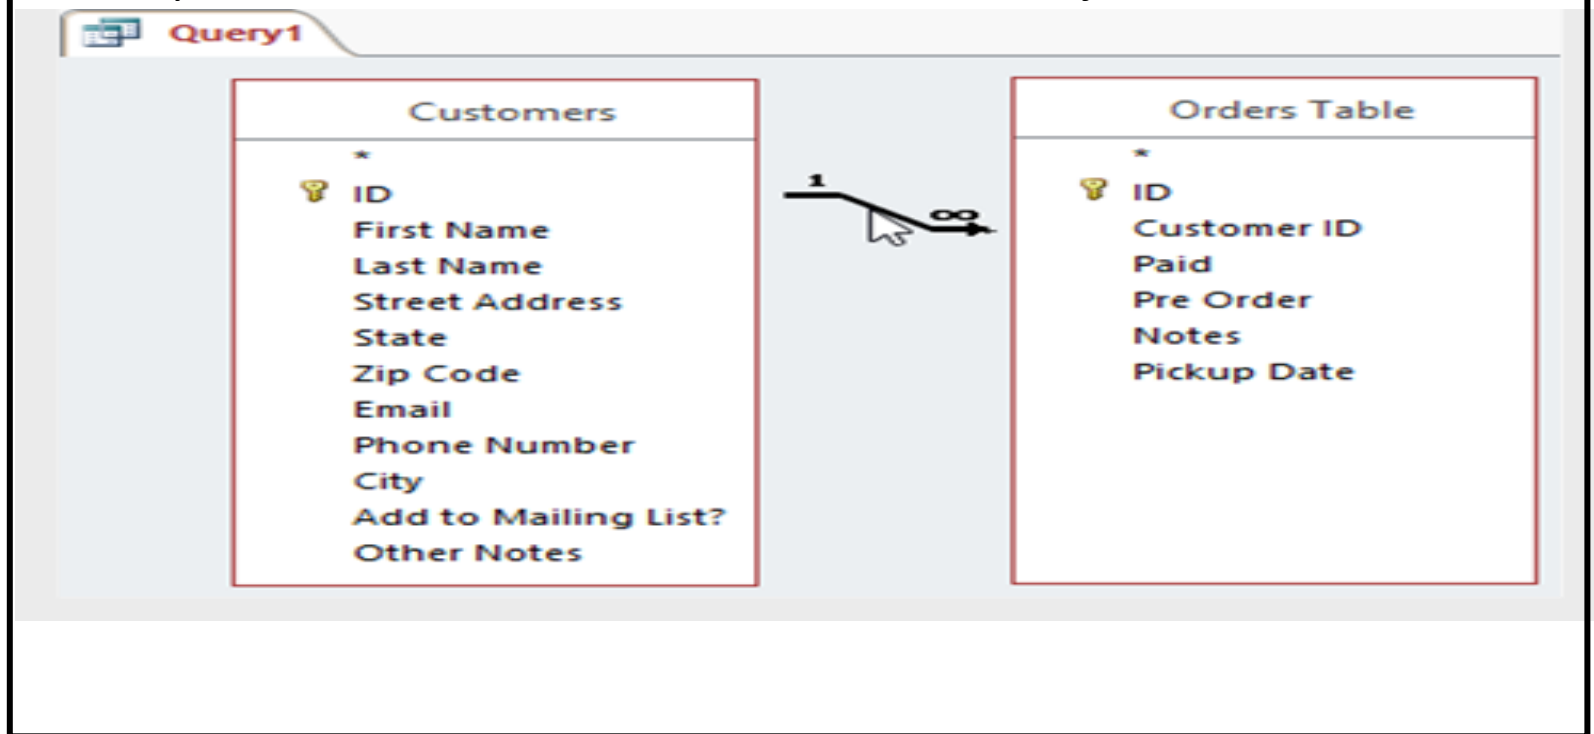 Query1
Customers
*
ID
First Name
Last Name
Street Address
State
Zip Code
Email
Phone Number
City
Add to Mailing List?
Other Notes
1
∞
Orders Table
*
ID
Customer ID
Paid
Pre Order
Notes
Pickup Date